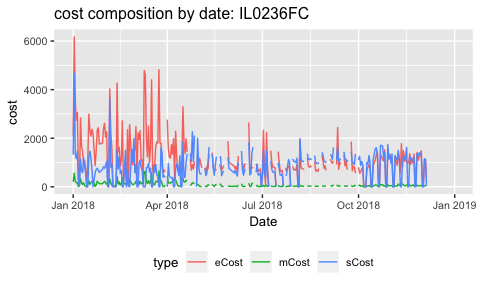 cost composition by date: IL0236FC
6000
4000
2000
0
cost
Jan 2018 Apr 2018 Jul 2018 Oct 2018 Jan 2019
Date
type eCost mCost sCost